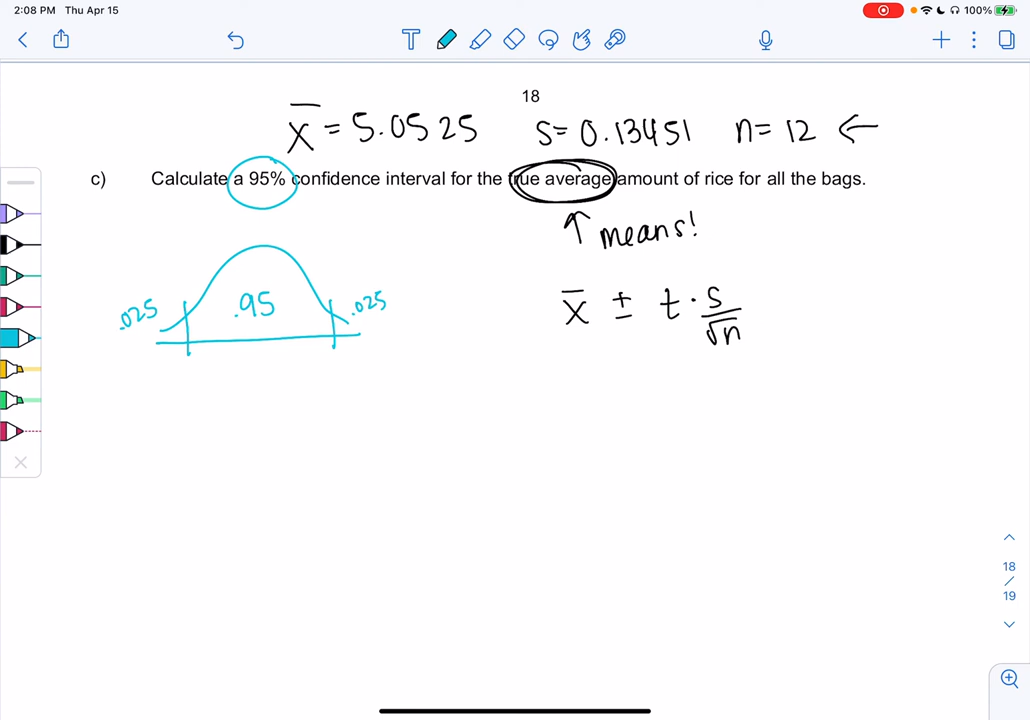 2:08 PM Thu Apr 15
100%
T
18
x̄ = 5.0525 s= 0.13451 n= 12 ←
c) Calculate a 95% confidence interval for the true average amount of rice for all the bags.
↑ means!
.025 .95 .025
x̄ ± t · s/√n
18
/
19